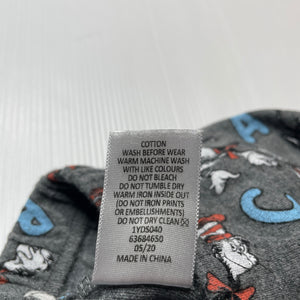 COTTON
WASH BEFORE WEAR
WARM MACHINE WASH
WITH LIKE COLOURS
DO NOT BLEACH
DO NOT TUMBLE DRY
WARM IRON INSIDE OUT
(DO NOT IRON PRINTS
OR EMBELLISHMENTS)
DO NOT DRY CLEAN
1YDS040
63684650
05/20
MADE IN CHINA
A
C